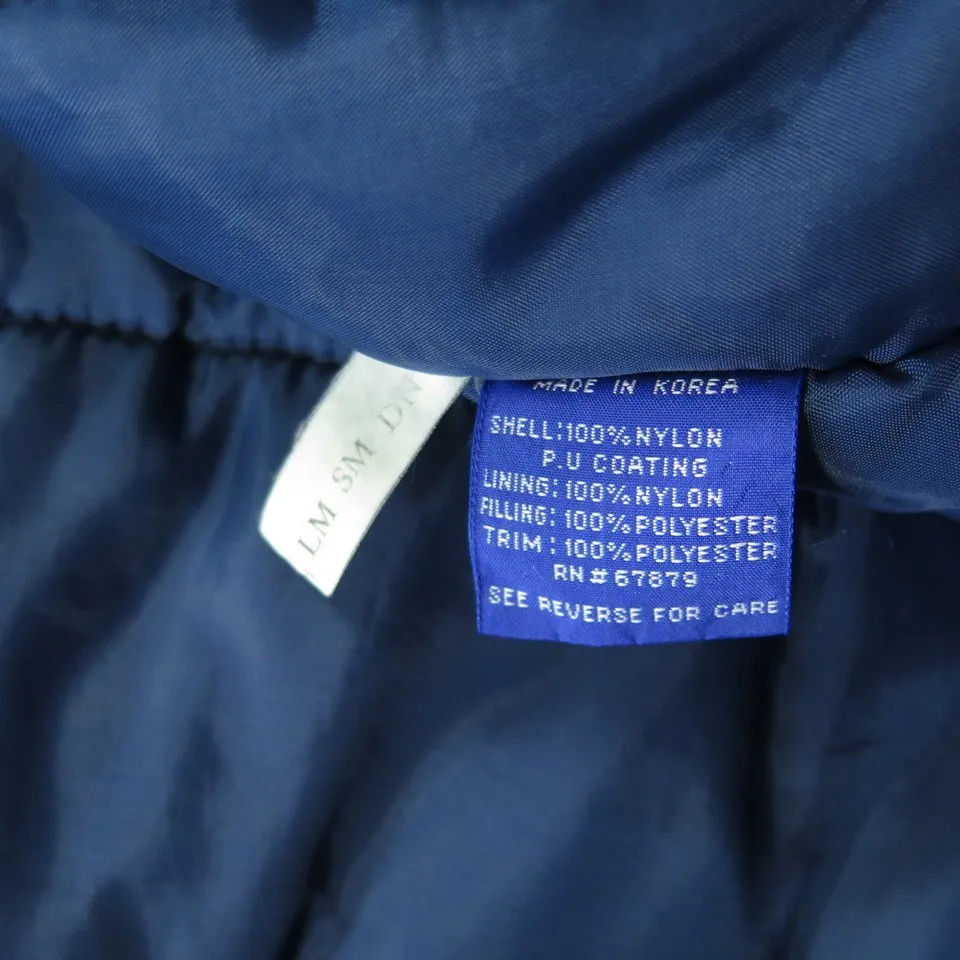 MADE IN KOREA
SHELL:100%NYLON
P.U COATING
LINING:100%NYLON
FILLING:100%POLYESTER
TRIM:100%POLYESTER
RN#67879
SEE REVERSE FOR CARE
LM SM DN